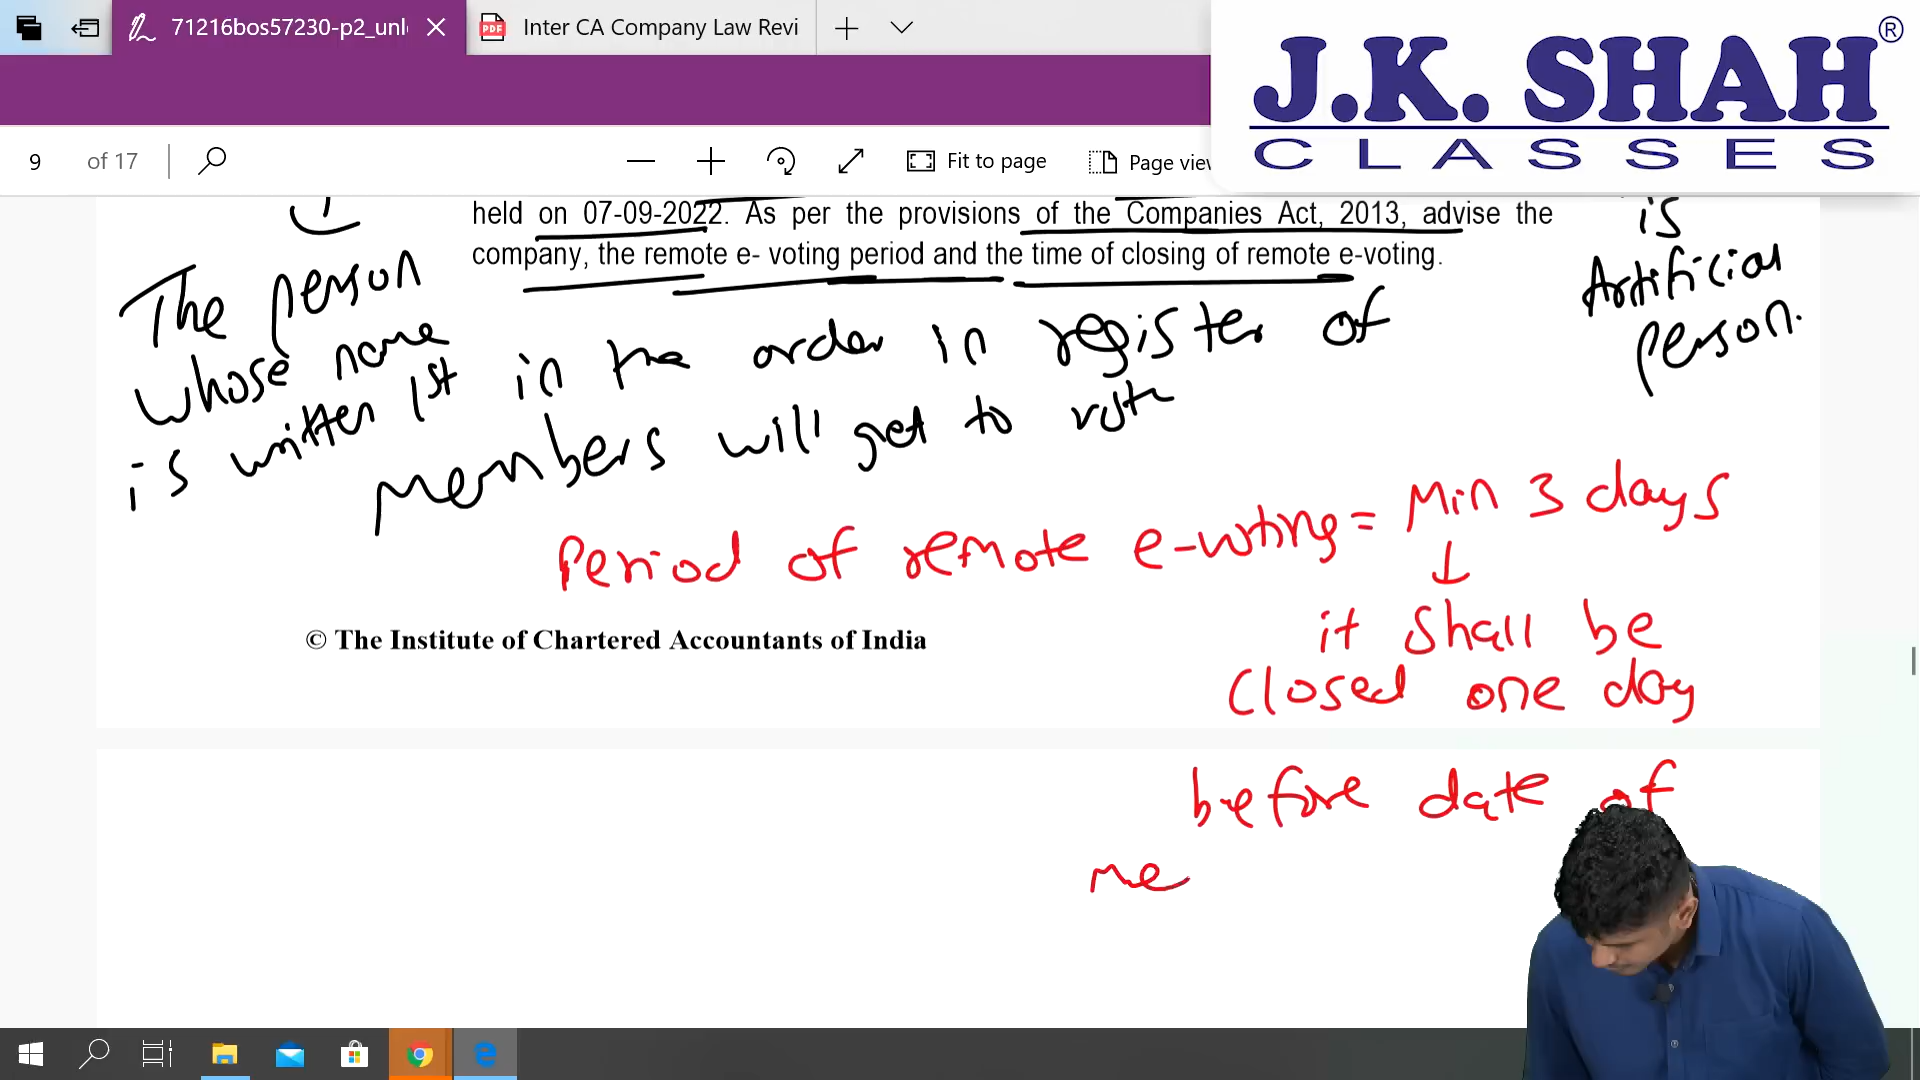 71216bos57230-p2_unl
Inter CA Company Law Revi
J.K. SHAH
®
CLASSES
9 of 17
Fit to page
Page view
held on 07-09-2022. As per the provisions of the Companies Act, 2013, advise the
company, the remote e- voting period and the time of closing of remote e-voting.
is
Artificial
person.
The person
whose name
is written 1st in the order in register of
members will get to vote
Period of remote e-voting = Min 3 days
↓
it shall be
closed one day
© The Institute of Chartered Accountants of India
before date of
me